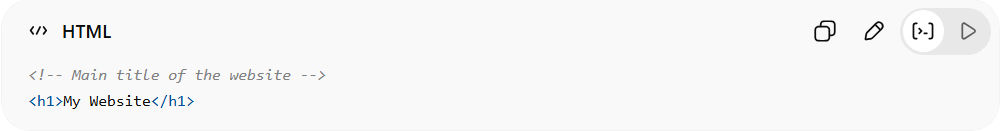 HTML
<!-- Main title of the website -->
<h1>My Website</h1>